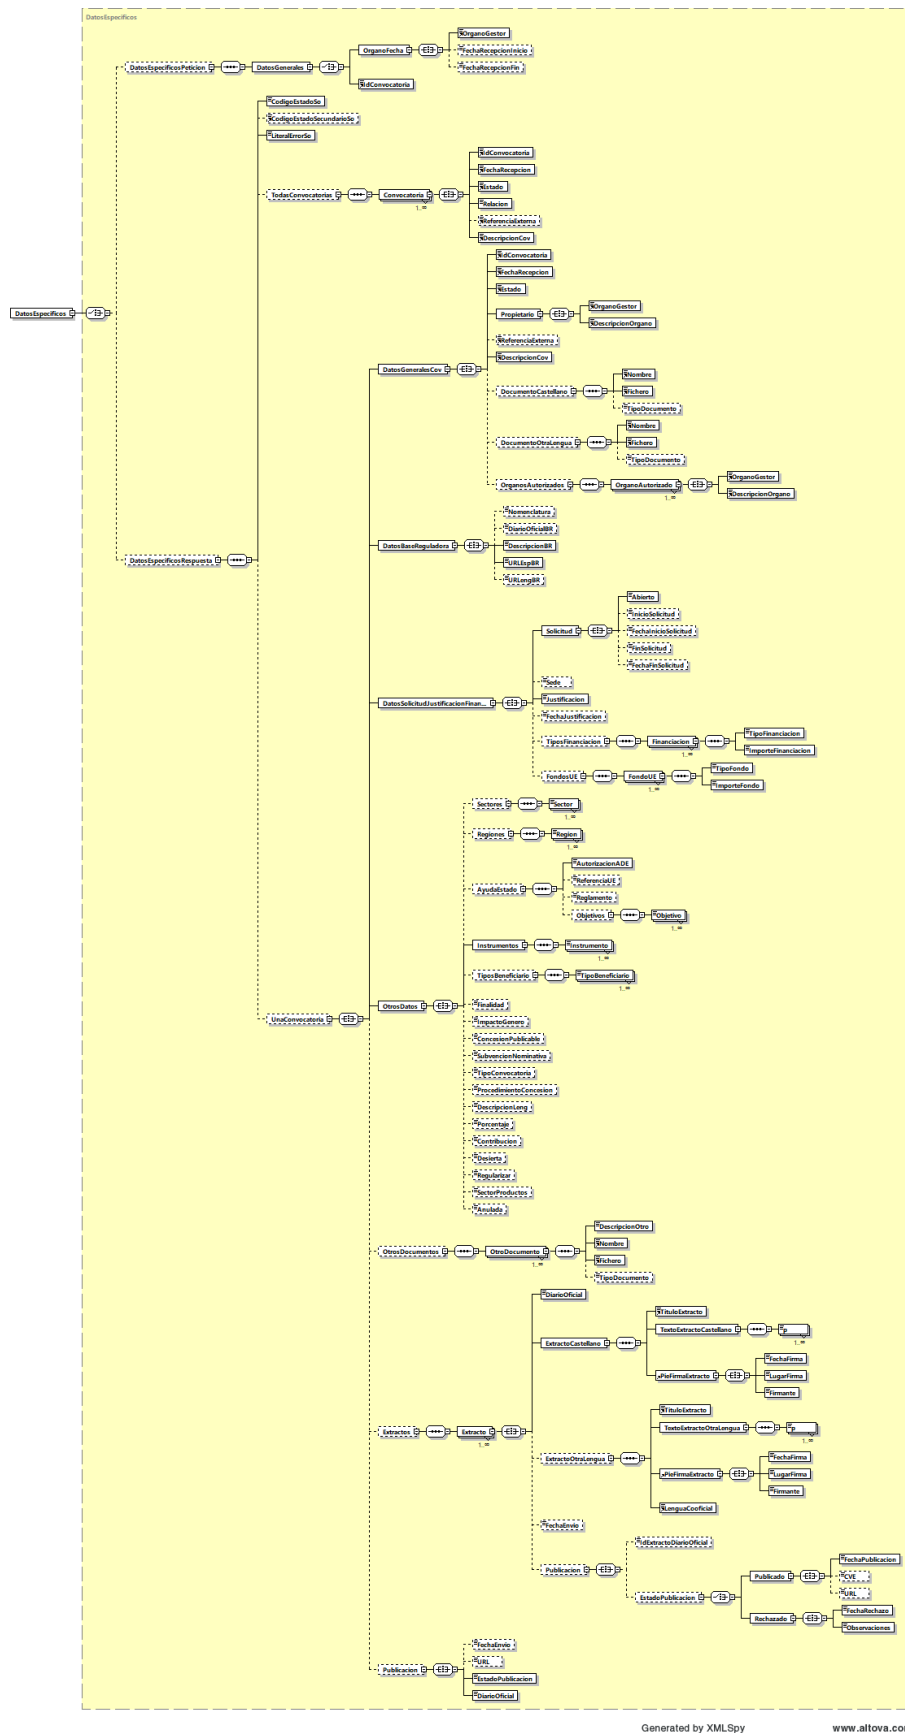 DatosEspecificos
OrganoGestor
OrganoFecha
FechaRecepcionInicio
DatosEspecificosPeticion
DatosGenerales
FechaRecepcionFin
IdConvocatoria
CodigoEstadoSo
CodigoEstadoSecundarioSo
LiteralErrorSo
IdConvocatoria
FechaRecepcion
Estado
TodasConvocatorias
Convocatoria
Relacion
1..∞
ReferenciaExterna
DescripcionCov
IdConvocatoria
FechaRecepcion
Estado
OrganoGestor
DatosEspecificos
Propietario
DescripcionOrgano
ReferenciaExterna
DescripcionCov
DatosGeneralesCov
Nombre
DocumentoCastellano
Fichero
TipoDocumento
Nombre
DocumentoOtraLengua
Fichero
TipoDocumento
OrganoGestor
OrganosAutorizados
OrganoAutorizado
DescripcionOrgano
1..∞
Nomenclatura
DiarioOficialBR
DatosBaseReguladora
DescripcionBR
DatosEspecificosRespuesta
URLEspBR
URLengBR
Abierto
InicioSolicitud
Solicitud
FechaInicioSolicitud
FinSolicitud
FechaFinSolicitud
Sede
DatosSolicitudJustificacionFinan...
Justificacion
FechaJustificacion
TipoFinanciacion
TiposFinanciacion
Financiacion
ImporteFinanciacion
1..∞
TipoFondo
FondosUE
FondoUE
ImporteFondo
1..∞
Sectores
Sector
1..∞
Regiones
Region
1..∞
AutorizacionADE
ReferenciaUE
AyudaEstado
Reglamento
Objetivos
Objetivo
1..∞
Instrumentos
Instrumento
1..∞
TiposBeneficiario
TipoBeneficiario
1..∞
OtrosDatos
Finalidad
UnaConvocatoria
ImpactoGenero
ConcesionPublicable
SubvencionNominativa
TipoConvocatoria
ProcedimientoConcesion
DescripcionLeng
Porcentaje
Contribucion
Desierta
Regularizar
SectorProductos
Anulada
DescripcionOtro
Nombre
OtrosDocumentos
OtroDocumento
Fichero
1..∞
TipoDocumento
DiarioOficial
TituloExtracto
TextoExtractoCastellano
p
1..∞
ExtractoCastellano
FechaFirma
PieFirmaExtracto
LugarFirma
Firmante
TituloExtracto
TextoExtractoOtraLengua
p
1..∞
Extractos
Extracto
1..∞
ExtractoOtraLengua
FechaFirma
PieFirmaExtracto
LugarFirma
Firmante
LenguaCooficial
FechaEnvio
IdExtractoDiarioOficial
FechaPublicacion
Publicacion
Publicado
CVE
URL
EstadoPublicacion
FechaRechazo
Rechazado
Observaciones
FechaEnvio
URL
Publicacion
EstadoPublicacion
DiarioOficial
Generated by XMLSpy
www.altova.co